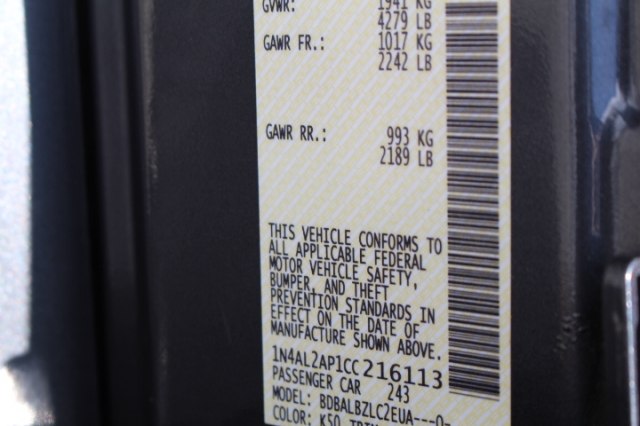 GVWR: 1941 KG
4279 LB
GAWR FR.: 1017 KG
2242 LB
GAWR RR.: 993 KG
2189 LB
THIS VEHICLE CONFORMS TO
ALL APPLICABLE FEDERAL
MOTOR VEHICLE SAFETY,
BUMPER, AND THEFT
PREVENTION STANDARDS IN
EFFECT ON THE DATE OF
MANUFACTURE SHOWN ABOVE.
1N4AL2AP1CC216113
PASSENGER CAR 243
MODEL: BDBALBZLC2EUA---0-
COLOR: K50